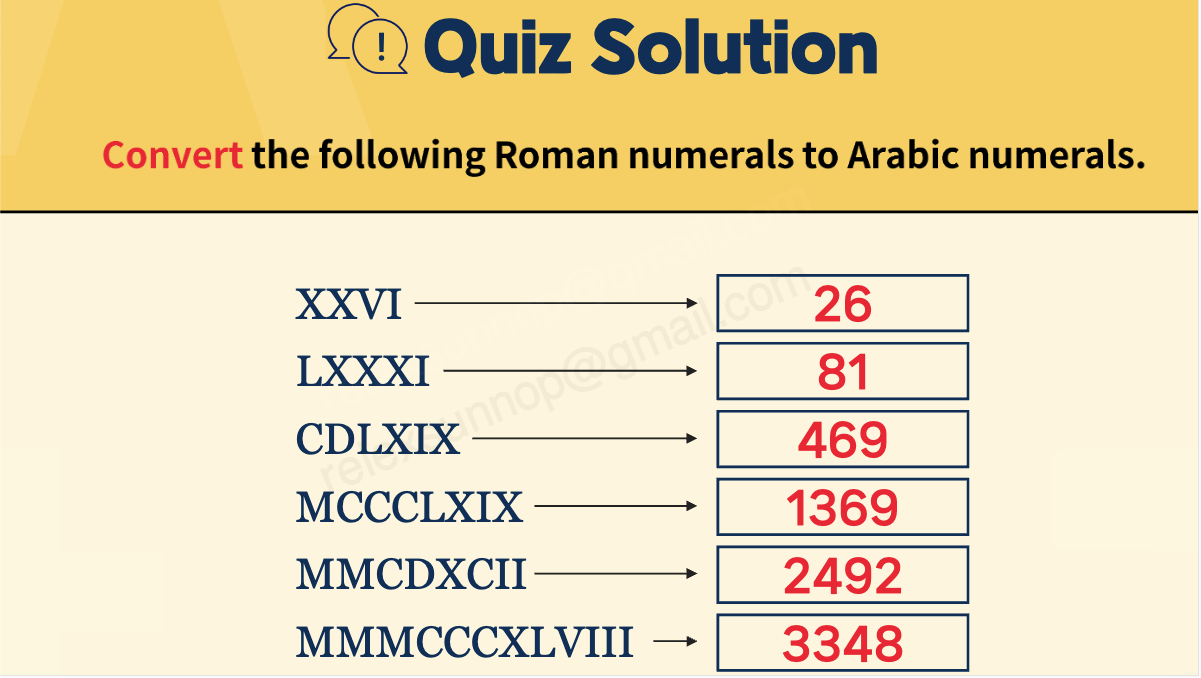 ! Quiz Solution
Convert the following Roman numerals to Arabic numerals.
XXVI 26
LXXXI 81
CDLXIX 469
MCCCLXIX 1369
MMCDXCII 2492
MMMCCCXLVIII 3348